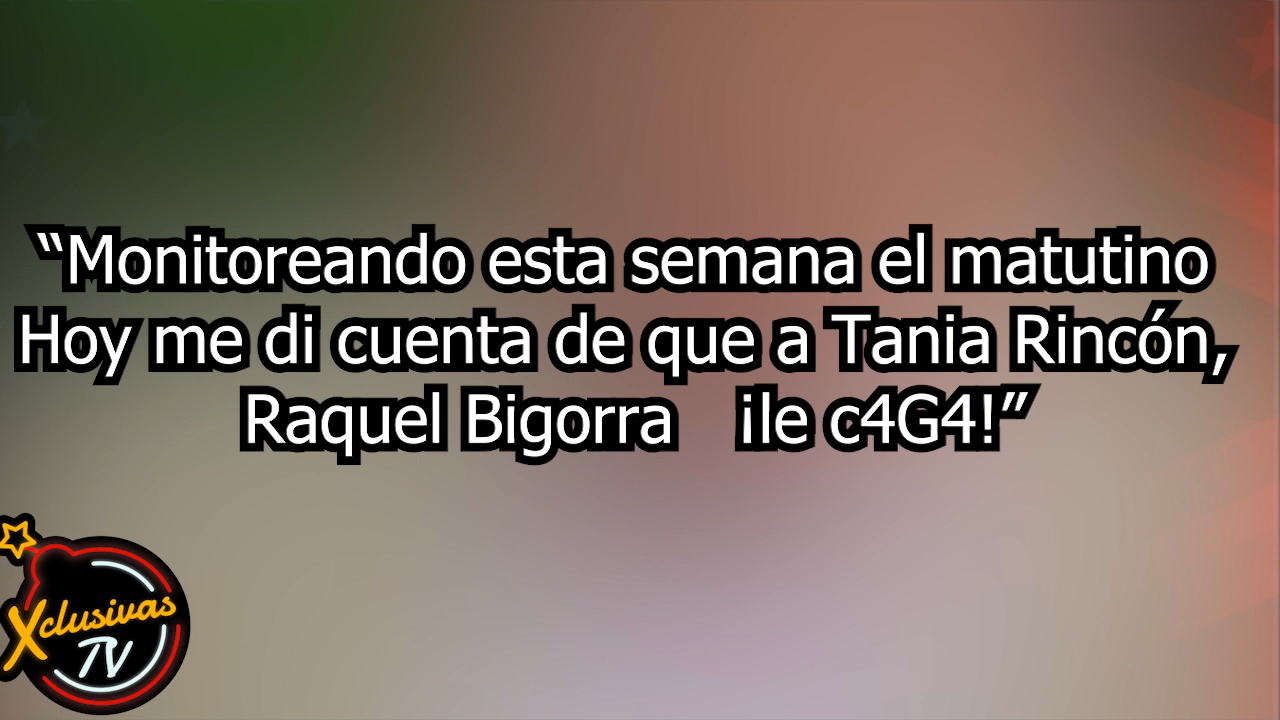 “Monitoreando esta semana el matutino
Hoy me di cuenta de que a Tania Rincón,
Raquel Bigorra ¡le c4G4!”
Xclusivas
TV